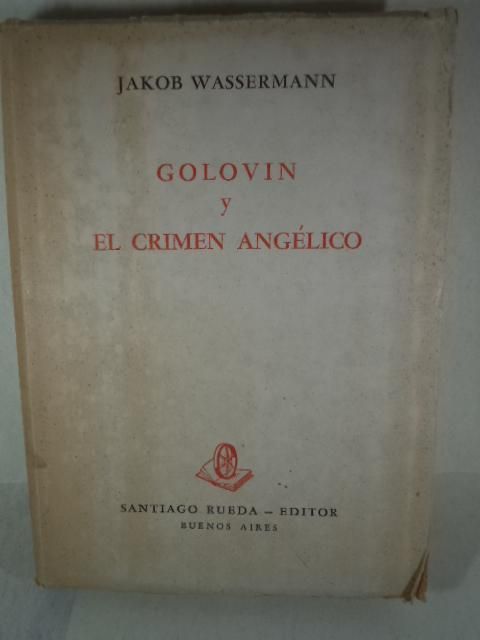 JAKOB WASSERMANN
GOLOVIN
y
EL CRIMEN ANGÉLICO
SANTIAGO RUEDA – EDITOR
BUENOS AIRES